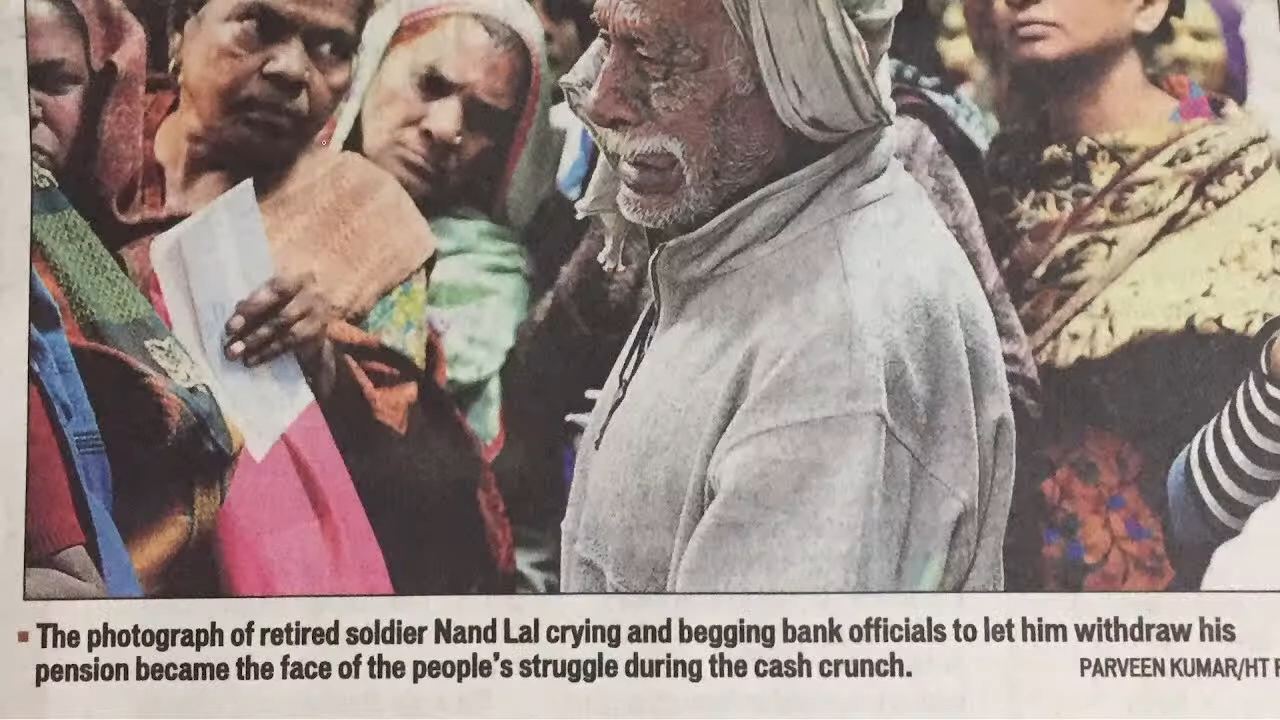 ▪ The photograph of retired soldier Nand Lal crying and begging bank officials to let him withdraw his
pension became the face of the people's struggle during the cash crunch.
PARVEEN KUMAR/HT